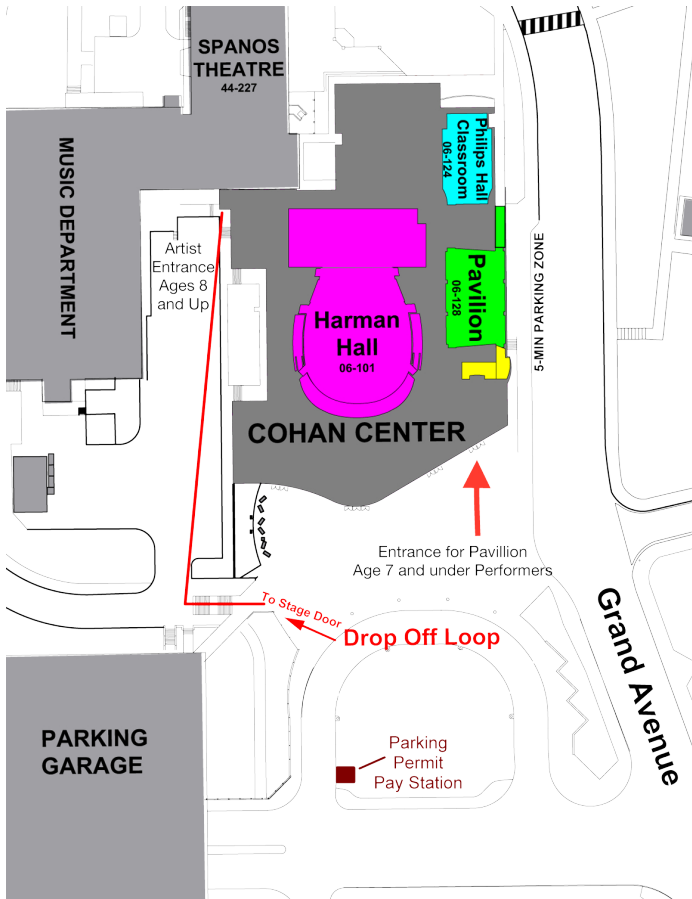 SPANOS
THEATRE
44-227
MUSIC DEPARTMENT
Philips Hall
Classroom
06-124
Artist
Entrance
Ages 8
and Up
Pavilion
06-128
5-MIN PARKING ZONE
Harman
Hall
06-101
COHAN CENTER
Entrance for Pavillion
Age 7 and under Performers
To Stage Door
Drop Off Loop
Grand Avenue
PARKING
GARAGE
Parking
Permit
Pay Station